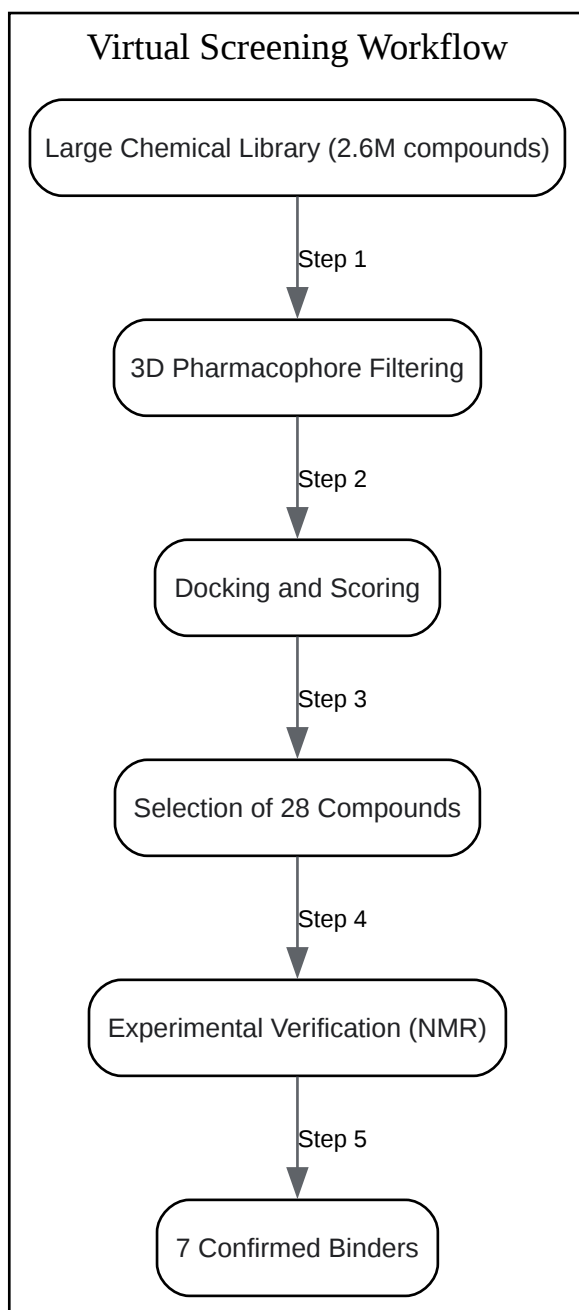 Virtual Screening Workflow
Large Chemical Library (2.6M compounds)
Step 1
3D Pharmacophore Filtering
Step 2
Docking and Scoring
Step 3
Selection of 28 Compounds
Step 4
Experimental Verification (NMR)
Step 5
7 Confirmed Binders